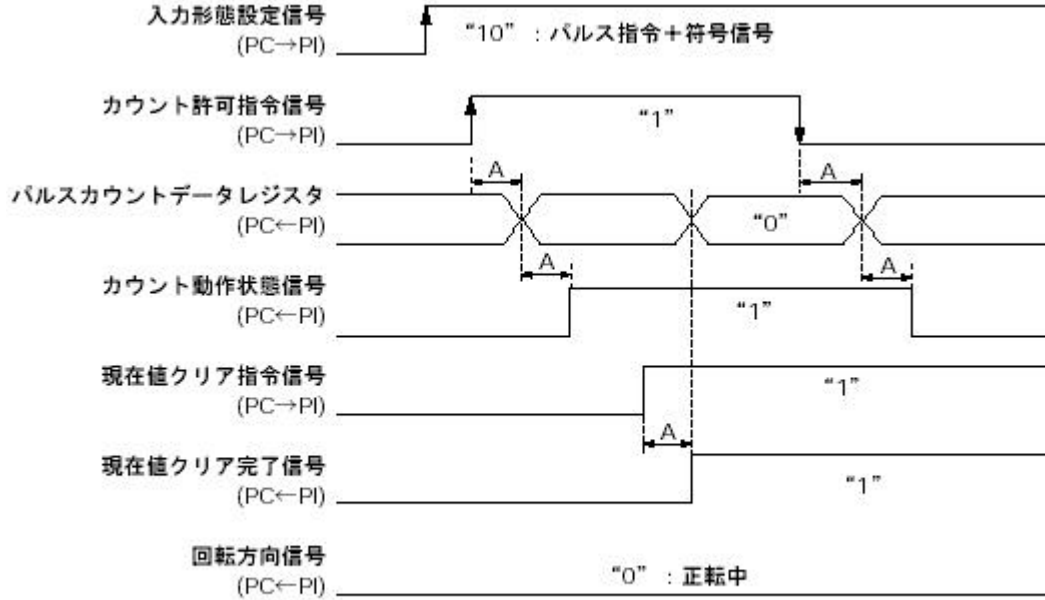 入力形態設定信号
(PC→PI)
“10” ：パルス指令＋符号信号
カウント許可指令信号
(PC→PI)
“1”
A
A
パルスカウントデータレジスタ
(PC←PI)
“0”
A
A
カウント動作状態信号
(PC←PI)
“1”
現在値クリア指令信号
(PC→PI)
“1”
A
現在値クリア完了信号
(PC←PI)
“1”
回転方向信号
(PC←PI)
“0” ：正転中